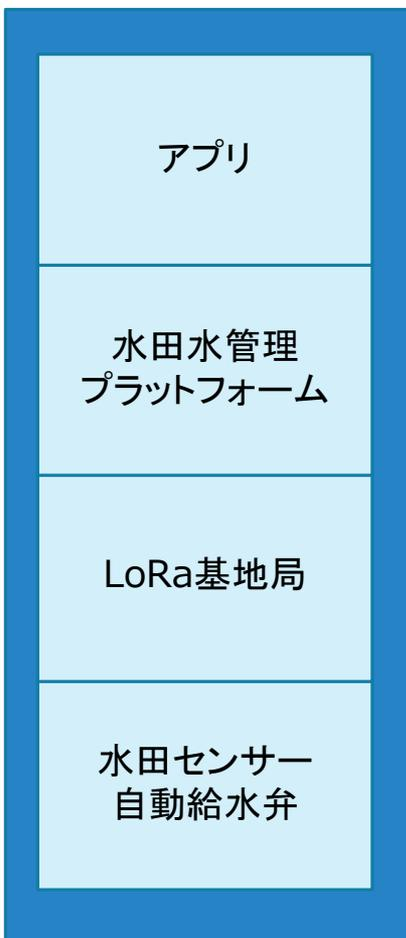 アプリ
水田水管理
プラットフォーム
LoRa基地局
水田センサー
自動給水弁